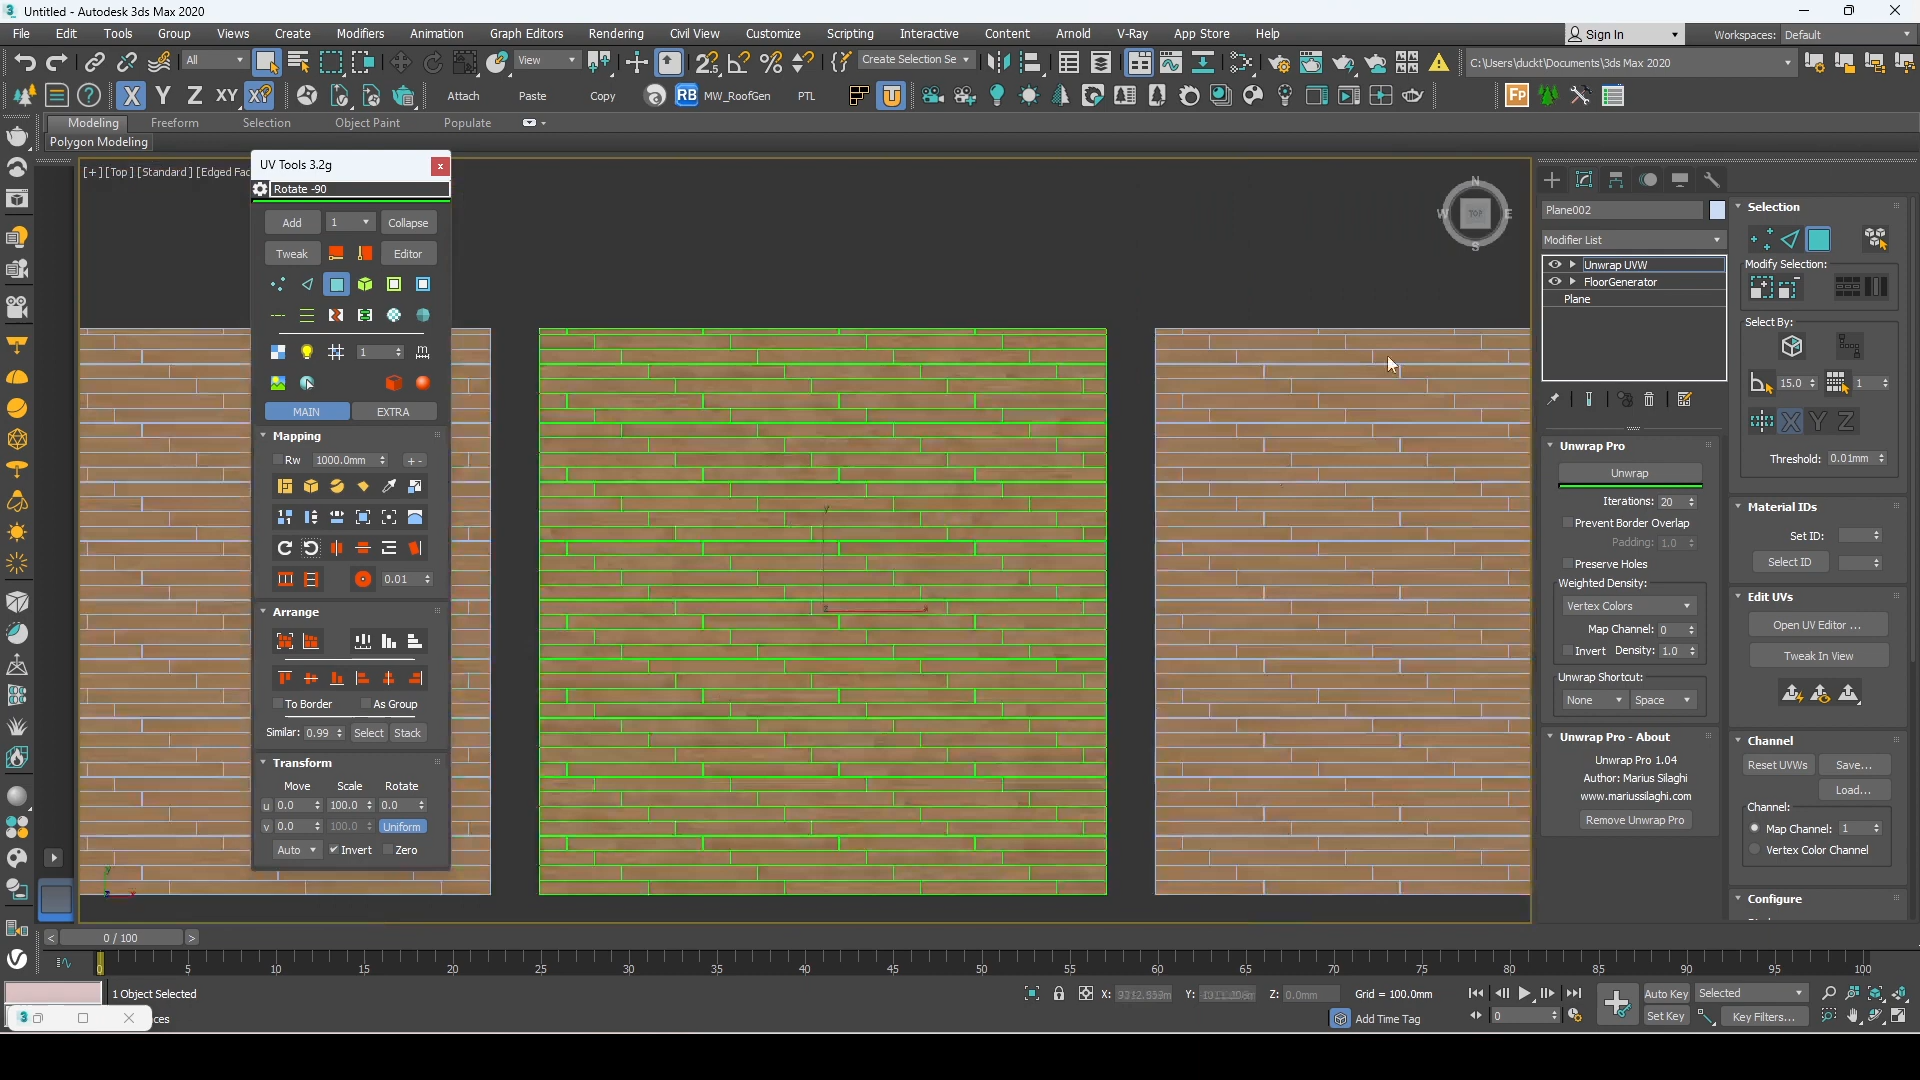 Untitled - Autodesk 3ds Max 2020
File Edit Tools Group Views Create Modifiers Animation Graph Editors Rendering Civil View Customize Scripting Interactive Content Arnold V-Ray App Store Help Sign In Workspaces: Default
All View Create Selection Se C:\Users\duckt\Documents\3ds Max 2020
X Y Z XY Attach Paste Copy RB MW_RoofGen PTL FP
Modeling Freeform Selection Object Paint Populate
Polygon Modeling
[+] [Top] [Standard] [Edged Fac
UV Tools 3.2g
Rotate -90
Add 1 Collapse
Tweak Editor
1
MAIN EXTRA
Mapping
Rw 1000.0mm + -
0.01
Arrange
To Border As Group
Similar: 0.99 Select Stack
Transform
Move Scale Rotate
u 0.0 100.0 0.0
v 0.0 100.0 Uniform
Auto Invert Zero
N
W TOP E
S
y
x
z
Plane002
Modifier List
Unwrap UVW
FloorGenerator
Plane
Unwrap Pro
Unwrap
Iterations: 20
Prevent Border Overlap
Padding: 1.0
Preserve Holes
Weighted Density:
Vertex Colors
Map Channel: 0
Invert Density: 1.0
Unwrap Shortcut:
None Space
Unwrap Pro - About
Unwrap Pro 1.04
Author: Marius Silaghi
www.mariussilaghi.com
Remove Unwrap Pro
Selection
Modify Selection:
Select By:
15.0 1
X Y Z
Threshold: 0.01mm
Material IDs
Set ID:
Select ID
Edit UVs
Open UV Editor ...
Tweak In View
Channel
Reset UVWs Save...
Load...
Channel:
Map Channel: 1
Vertex Color Channel
Configure
< 0 / 100 >
0 5 10 15 20 25 30 35 40 45 50 55 60 65 70 75 80 85 90 95 100
1 Object Selected
X: Y: Z: 0.0mm Grid = 100.0mm
Auto Key Selected
3 ces
Add Time Tag
0
Set Key Key Filters...